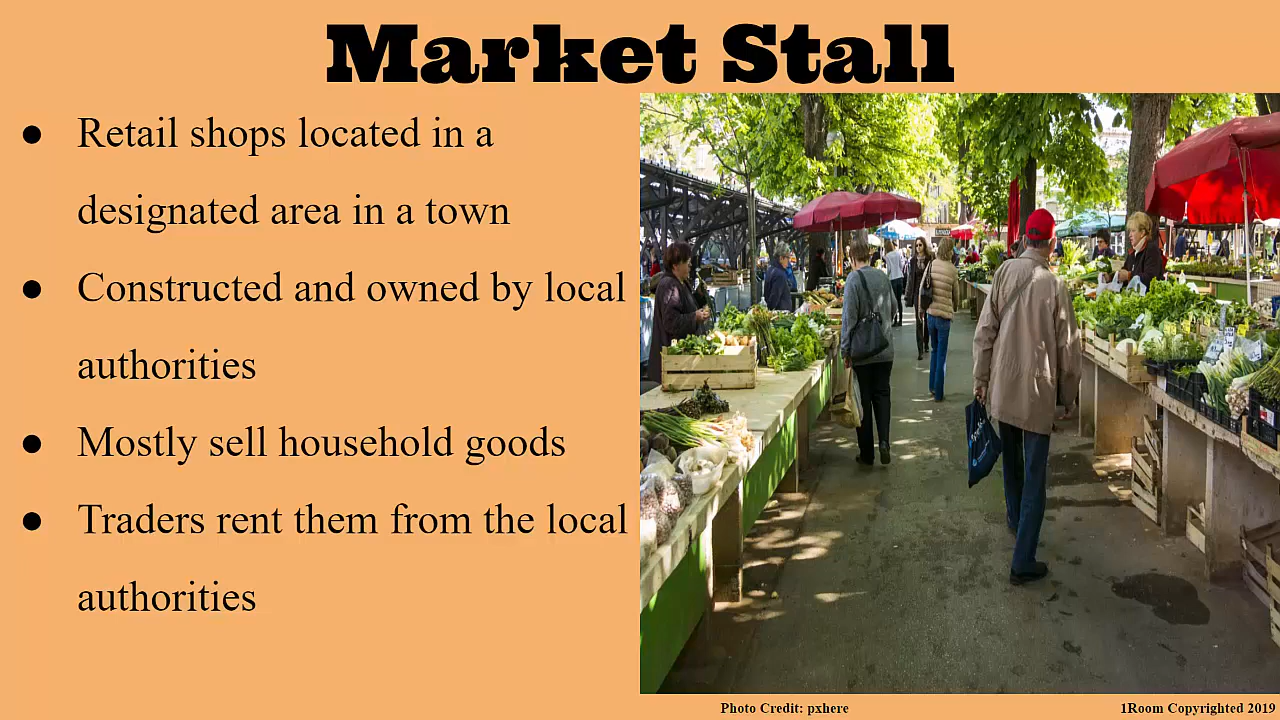 Market Stall
● Retail shops located in a
designated area in a town
● Constructed and owned by local
authorities
● Mostly sell household goods
● Traders rent them from the local
authorities
Photo Credit: pxhere
1Room Copyrighted 2019